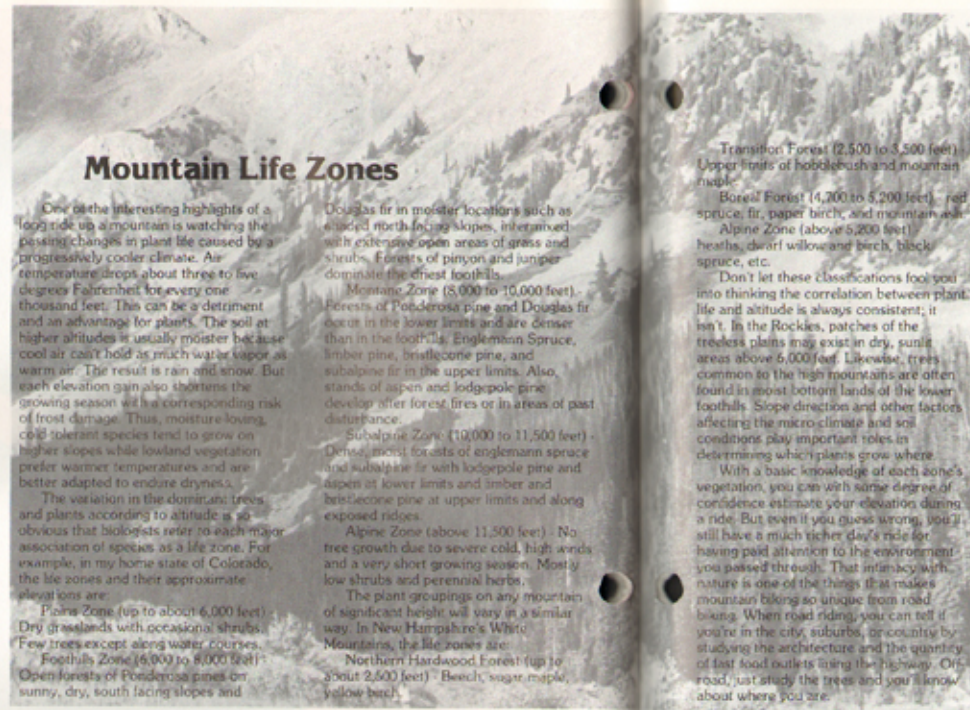 Mountain Life Zones
One of the interesting highlights of a
long ride up a mountain is watching the
passing changes in plant life caused by a
progressively cooler climate. Air
temperature drops about three to five
degrees Fahrenheit for every one
thousand feet. This can be a detriment
and an advantage for plants. The soil at
higher altitudes is usually moister because
cool air can't hold as much water vapor as
warm air. The result is rain and snow. But
each elevation gain also shortens the
growing season with a corresponding risk
of frost damage. Thus, moisture loving,
cold tolerant species tend to grow on
higher slopes while lowland vegetation
prefer warmer temperatures and are
better adapted to endure dryness.
The variation in the dominant trees
and plants according to altitude is so
obvious that biologists refer to each major
association of species as a life zone. For
example, in my home state of Colorado,
the life zones and their approximate
elevations are:
Plains Zone (up to about 6,000 feet) -
Dry grasslands with occasional shrubs.
Few trees except along water courses.
Foothills Zone (6,000 to 8,000 feet) -
Open forests of Ponderosa pines on
sunny, dry, south facing slopes and
Douglas fir in moister locations such as
shaded north facing slopes, intermixed
with extensive open areas of grass and
shrubs. Forests of pinyon and juniper
dominate the driest foothills.
Montane Zone (8,000 to 10,000 feet) -
Forests of Ponderosa pine and Douglas fir
occur in the lower limits and are denser
than in the foothills. Englemann Spruce,
limber pine, bristlecone pine, and
subalpine fir in the upper limits. Also,
stands of aspen and lodgepole pine
develop after forest fires or in areas of past
disturbance.
Subalpine Zone (10,000 to 11,500 feet) -
Dense, moist forests of englemann spruce
and subalpine fir with lodgepole pine and
aspen at lower limits and limber and
bristlecone pine at upper limits and along
exposed ridges.
Alpine Zone (above 11,500 feet) - No
tree growth due to severe cold, high winds
and a very short growing season. Mostly
low shrubs and perennial herbs.
The plant groupings on any mountain
of significant height will vary in a similar
way. In New Hampshire's White
Mountains, the life zones are:
Northern Hardwood Forest (up to
about 2,500 feet) - Beech, sugar maple,
yellow birch.
Transition Forest (2,500 to 3,500 feet) -
Upper limits of hobblebush and mountain
maple.
Boreal Forest (4,700 to 5,200 feet) - red
spruce, fir, paper birch, and mountain ash.
Alpine Zone (above 5,200 feet) -
heaths, dwarf willow and birch, black
spruce, etc.
Don't let these classifications fool you
into thinking the correlation between plant
life and altitude is always consistent; it
isn't. In the Rockies, patches of the
treeless plains may exist in dry, sunlit
areas above 6,000 feet. Likewise, trees
common to the high mountains are often
found in moist bottom lands of the lower
foothills. Slope direction and other factors
affecting the micro-climate and soil
conditions play important roles in
determining which plants grow where.
With a basic knowledge of each zone's
vegetation, you can with some degree of
confidence estimate your elevation during
a ride. But even if you guess wrong, you'll
still have a much richer day's ride for
having paid attention to the environment
you passed through. That intimacy with
nature is one of the things that makes
mountain biking so unique from road
biking. When road riding, you can tell if
you're in the city, suburbs, or country by
studying the architecture and the quantity
of fast food outlets lining the highway. Off-
road, just study the trees and you'll know
about where you are.